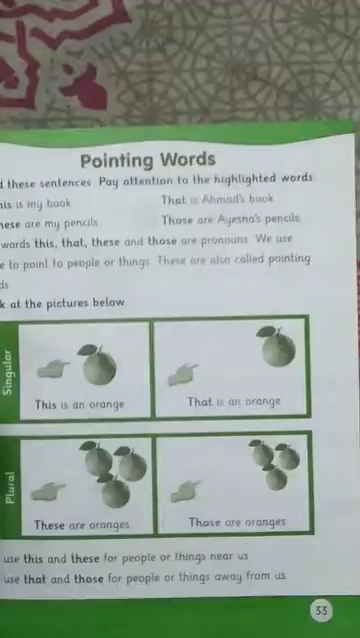 Pointing Words
these sentences Pay attention to the highlighted words
is my book
That is Ahmad's book
are my pencils
Those are Ayesha's pencils
words this, that, these and those are pronouns We use
to point to people or things These are also called pointing
at the pictures below
Singular
This is an orange
That is an orange
Plural
These are oranges
Those are oranges
use this and these for people or things near us
use that and those for people or things away from us
33